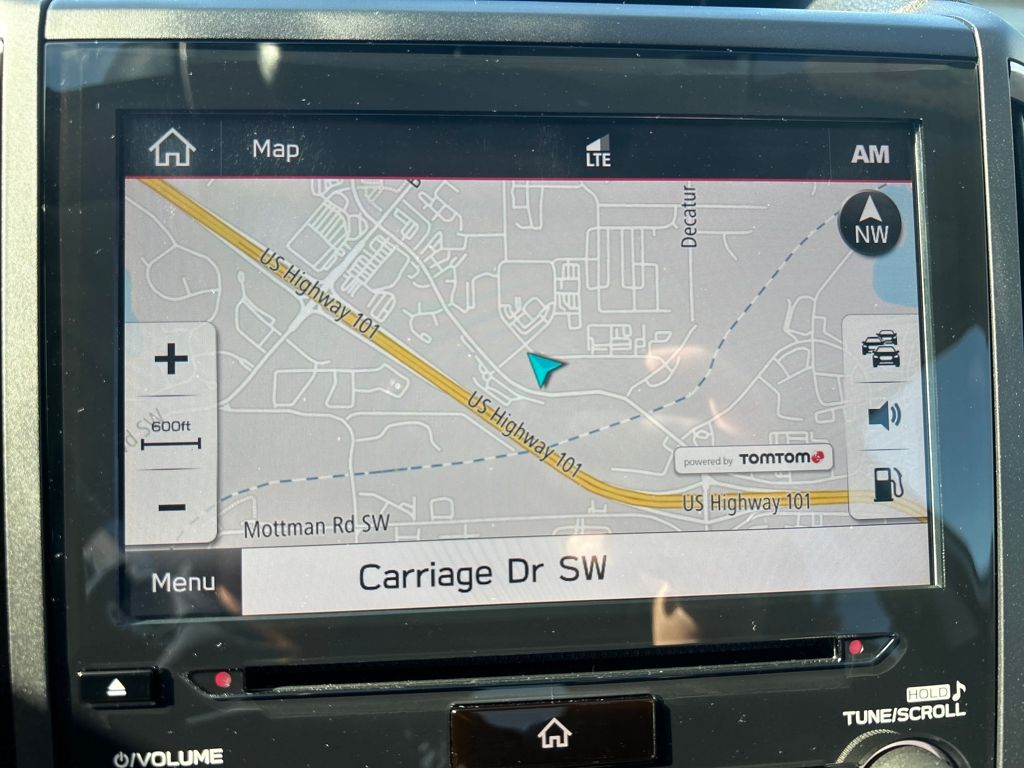 Map
LTE
AM
Decatur
NW
US Highway 101
+
600ft
US Highway 101
powered by TOMTOM
US Highway 101
-
Mottman Rd SW
Menu
Carriage Dr SW
HOLD
TUNE/SCROLL
/VOLUME